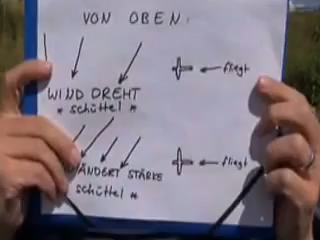 VON OBEN:
fliegt
WIND DREHT
* schüttel *
ÄNDERT STÄRKE
fliegt
schüttel *